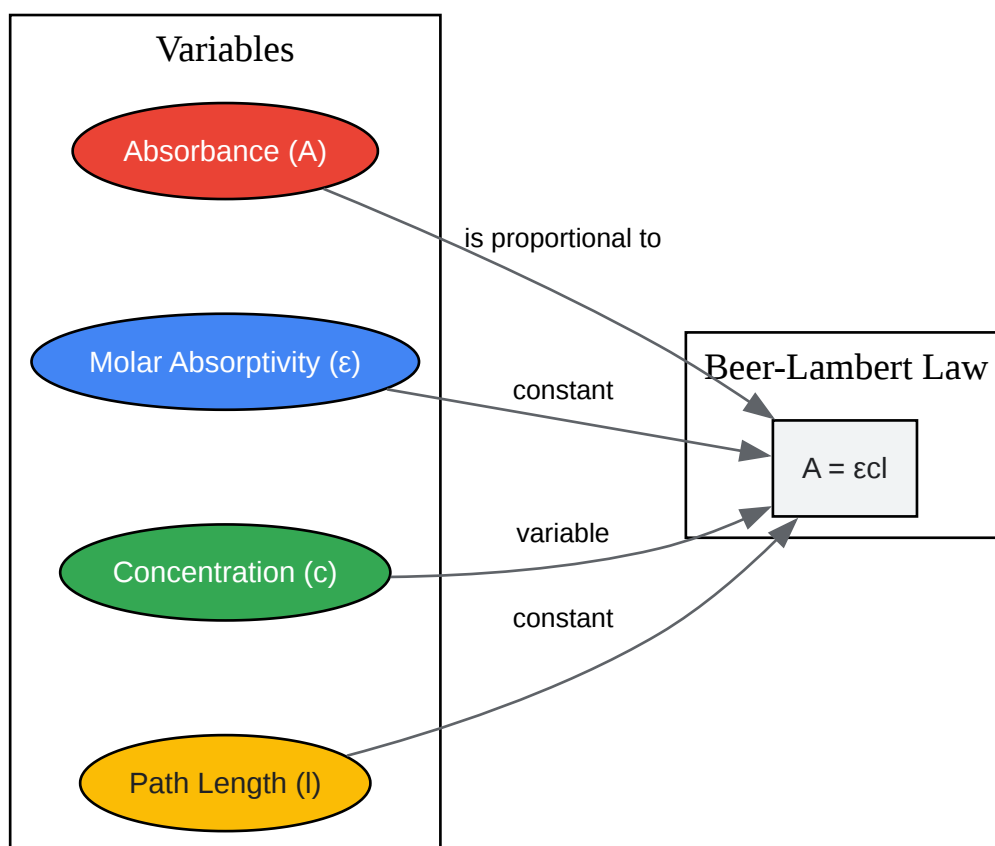 Variables
Absorbance (A)
is proportional to
Molar Absorptivity (ε)
constant
Beer-Lambert Law
A = εcl
Concentration (c)
variable
constant
Path Length (l)